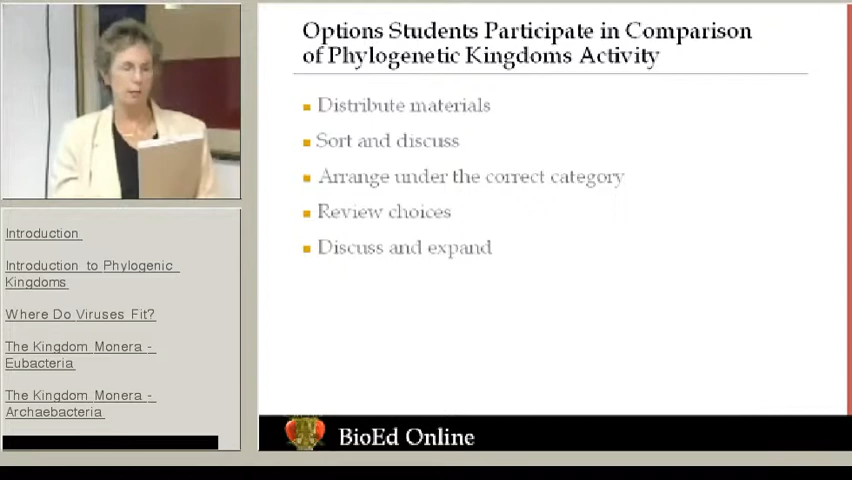 Options Students Participate in Comparison
of Phylogenetic Kingdoms Activity
Distribute materials
Sort and discuss
Arrange under the correct category
Review choices
Discuss and expand
Introduction
Introduction to Phylogenic
Kingdoms
Where Do Viruses Fit?
The Kingdom Monera -
Eubacteria
The Kingdom Monera -
Archaebacteria
BioEd Online